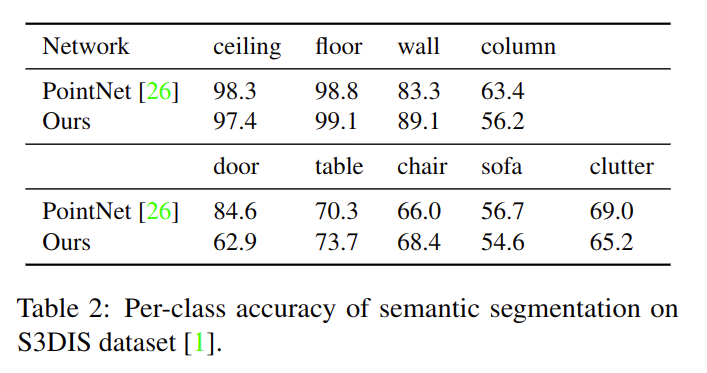 Network ceiling floor wall column
PointNet [26] 98.3 98.8 83.3 63.4
Ours 97.4 99.1 89.1 56.2
door table chair sofa clutter
PointNet [26] 84.6 70.3 66.0 56.7 69.0
Ours 62.9 73.7 68.4 54.6 65.2
Table 2: Per-class accuracy of semantic segmentation on
S3DIS dataset [1].